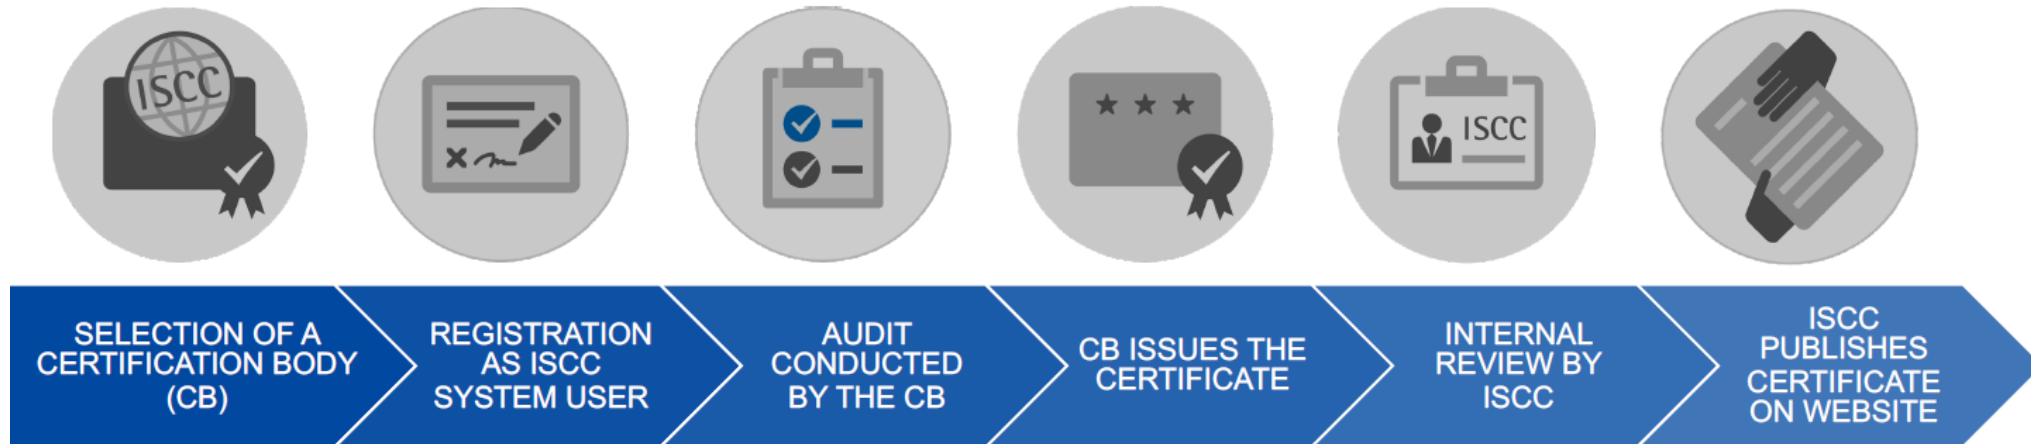 ISCC
ISCC
SELECTION OF A
CERTIFICATION BODY
(CB)
REGISTRATION
AS ISCC
SYSTEM USER
AUDIT
CONDUCTED
BY THE CB
CB ISSUES THE
CERTIFICATE
INTERNAL
REVIEW BY
ISCC
ISCC
PUBLISHES
CERTIFICATE
ON WEBSITE